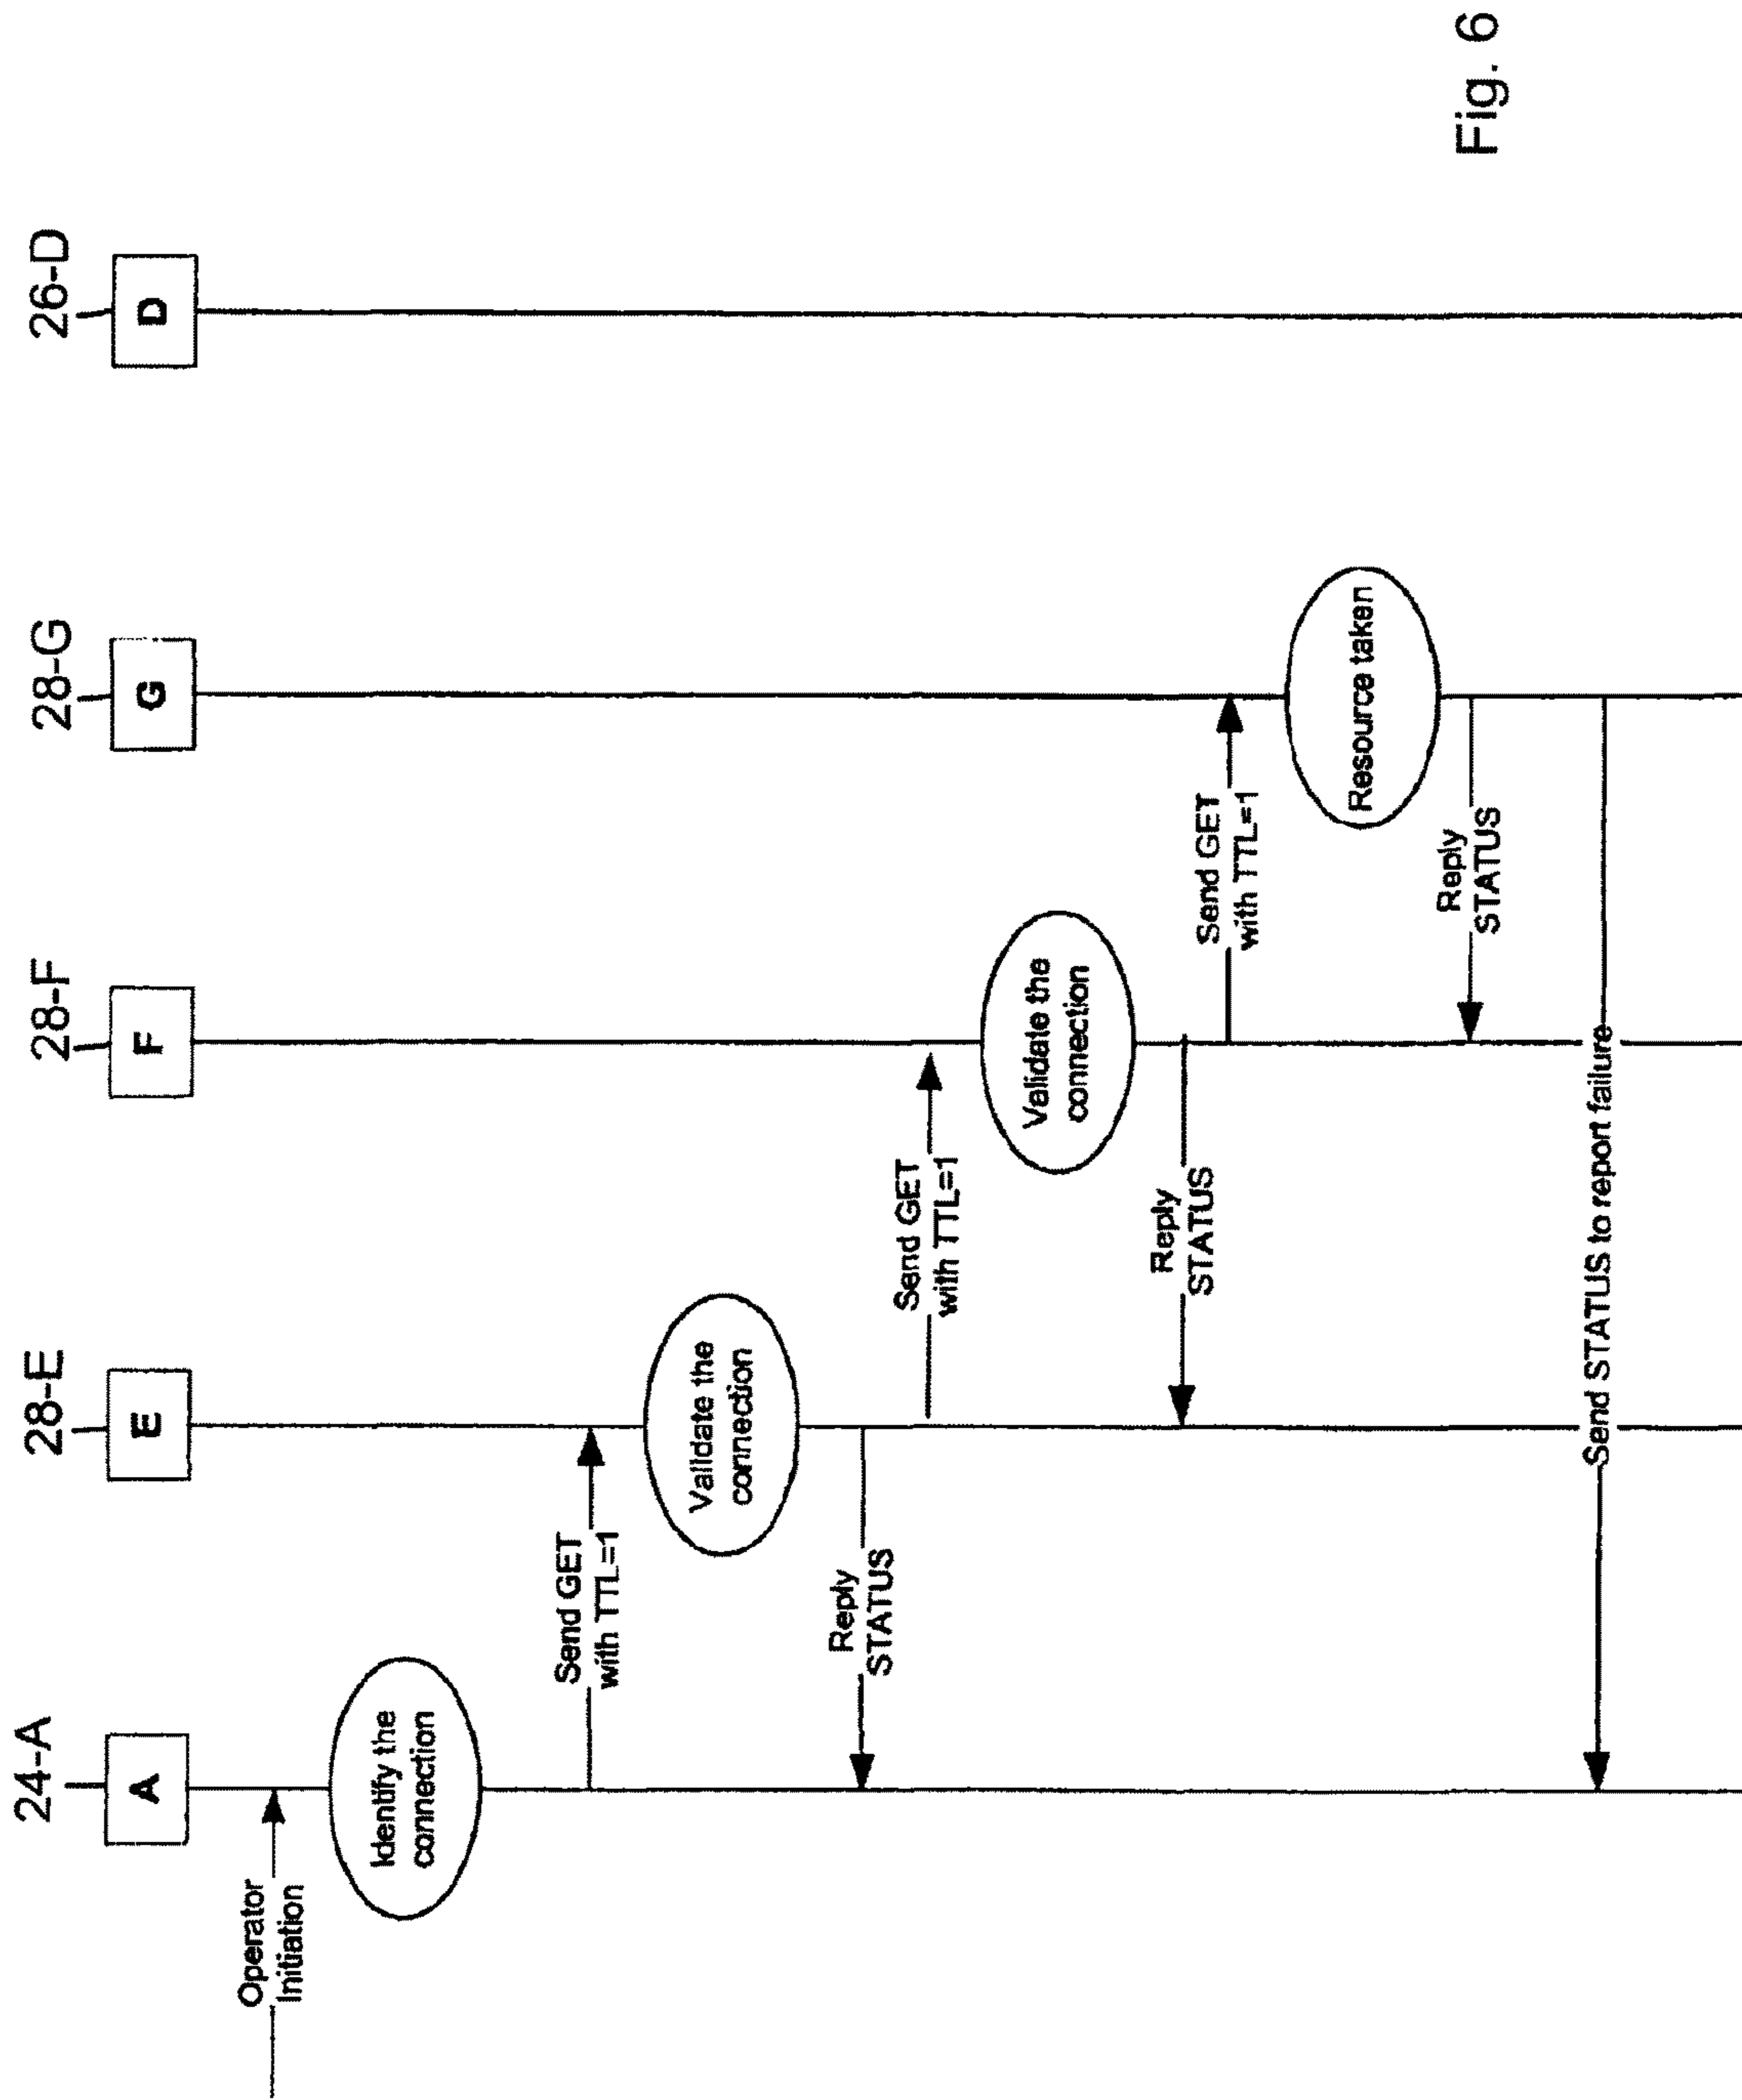 24-A
28-E
28-F
28-G
26-D
A
E
F
G
D
Operator
Initiation
Identify the
connection
Send GET
with TTL=1
Validate the
connection
Reply
STATUS
Send GET
with TTL=1
Validate the
connection
Reply
STATUS
Send GET
with TTL=1
Resource taken
Reply
STATUS
Send STATUS to report failure
Fig. 6